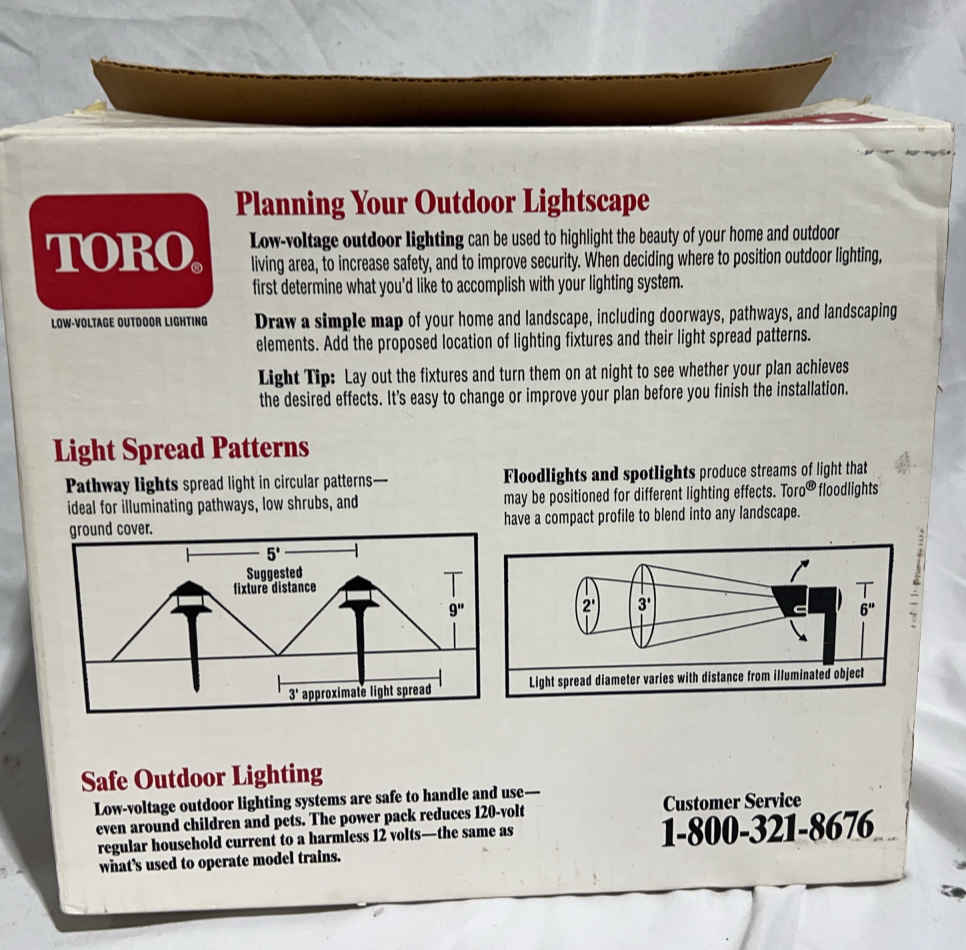 Planning Your Outdoor Lightscape
TORO®
LOW-VOLTAGE OUTDOOR LIGHTING
Low-voltage outdoor lighting can be used to highlight the beauty of your home and outdoor
living area, to increase safety, and to improve security. When deciding where to position outdoor lighting,
first determine what you'd like to accomplish with your lighting system.
Draw a simple map of your home and landscape, including doorways, pathways, and landscaping
elements. Add the proposed location of lighting fixtures and their light spread patterns.
Light Tip: Lay out the fixtures and turn them on at night to see whether your plan achieves
the desired effects. It's easy to change or improve your plan before you finish the installation.
Light Spread Patterns
Pathway lights spread light in circular patterns—
ideal for illuminating pathways, low shrubs, and
ground cover.
5'
Suggested
fixture distance
9"
3' approximate light spread
Floodlights and spotlights produce streams of light that
may be positioned for different lighting effects. Toro® floodlights
have a compact profile to blend into any landscape.
2'
3'
6"
Light spread diameter varies with distance from illuminated object
Safe Outdoor Lighting
Low-voltage outdoor lighting systems are safe to handle and use—
even around children and pets. The power pack reduces 120-volt
regular household current to a harmless 12 volts—the same as
what's used to operate model trains.
Customer Service
1-800-321-8676